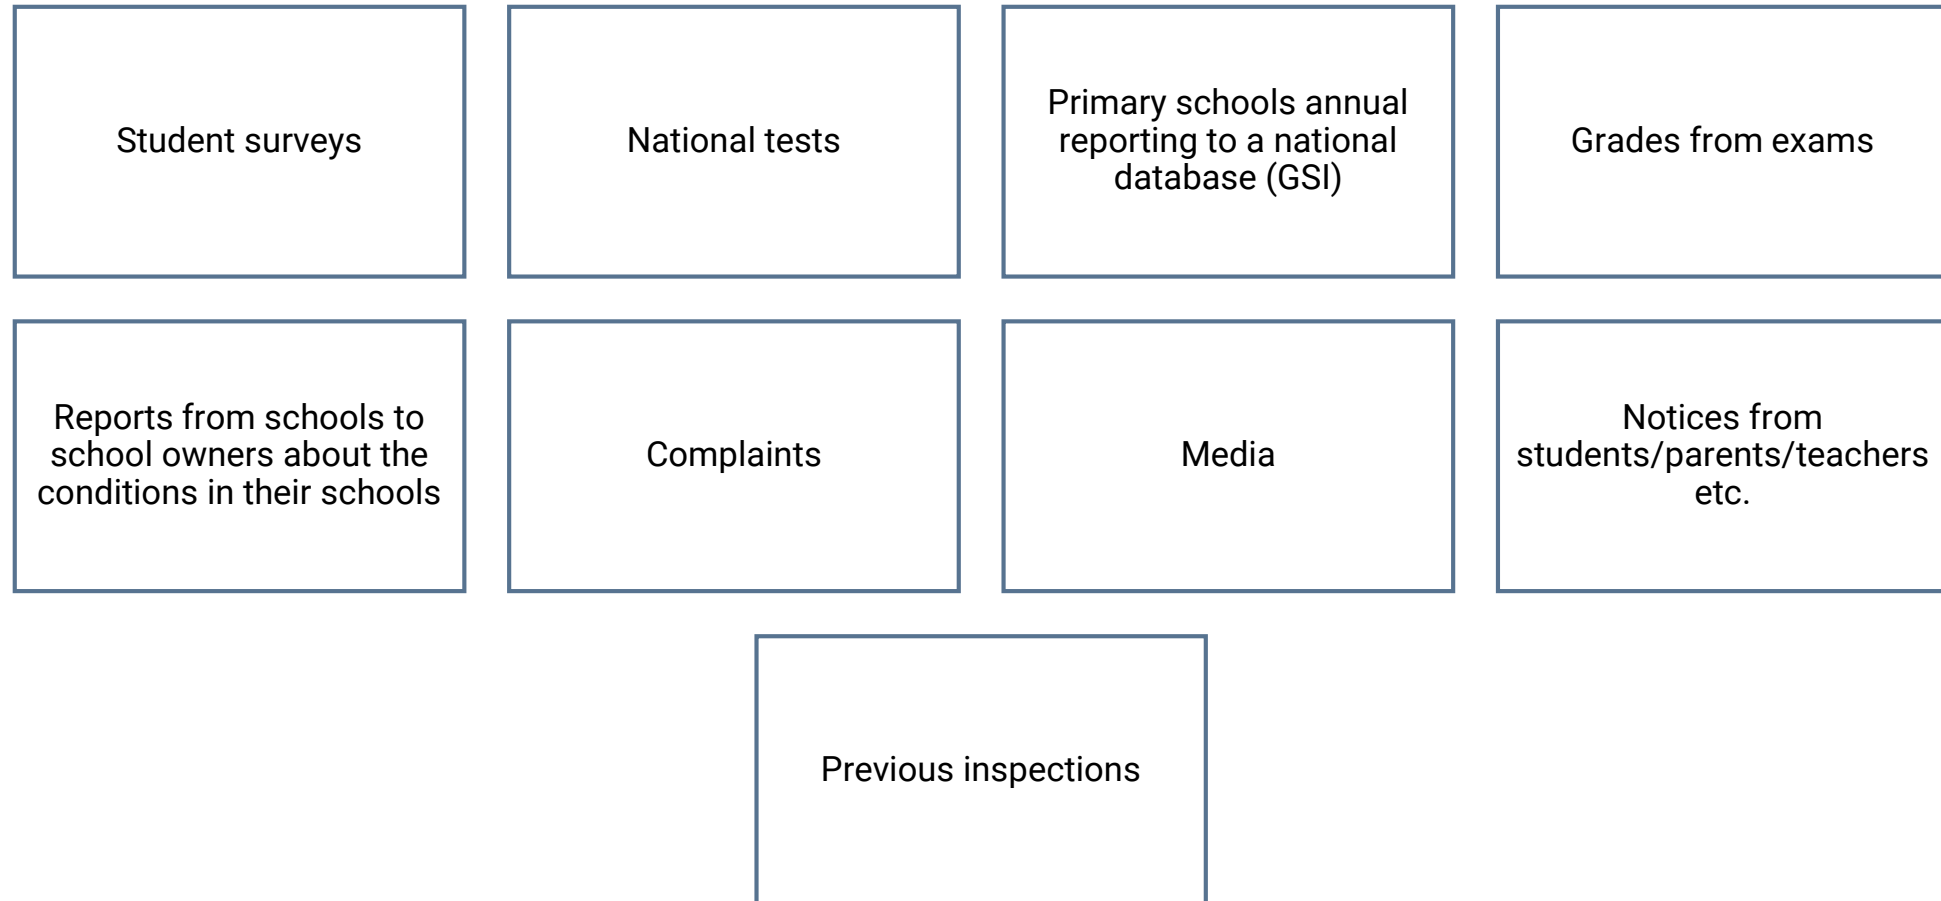 Student surveys
National tests
Primary schools annual
reporting to a national
database (GSI)
Grades from exams
Reports from schools to
school owners about the
conditions in their schools
Complaints
Media
Notices from
students/parents/teachers
etc.
Previous inspections